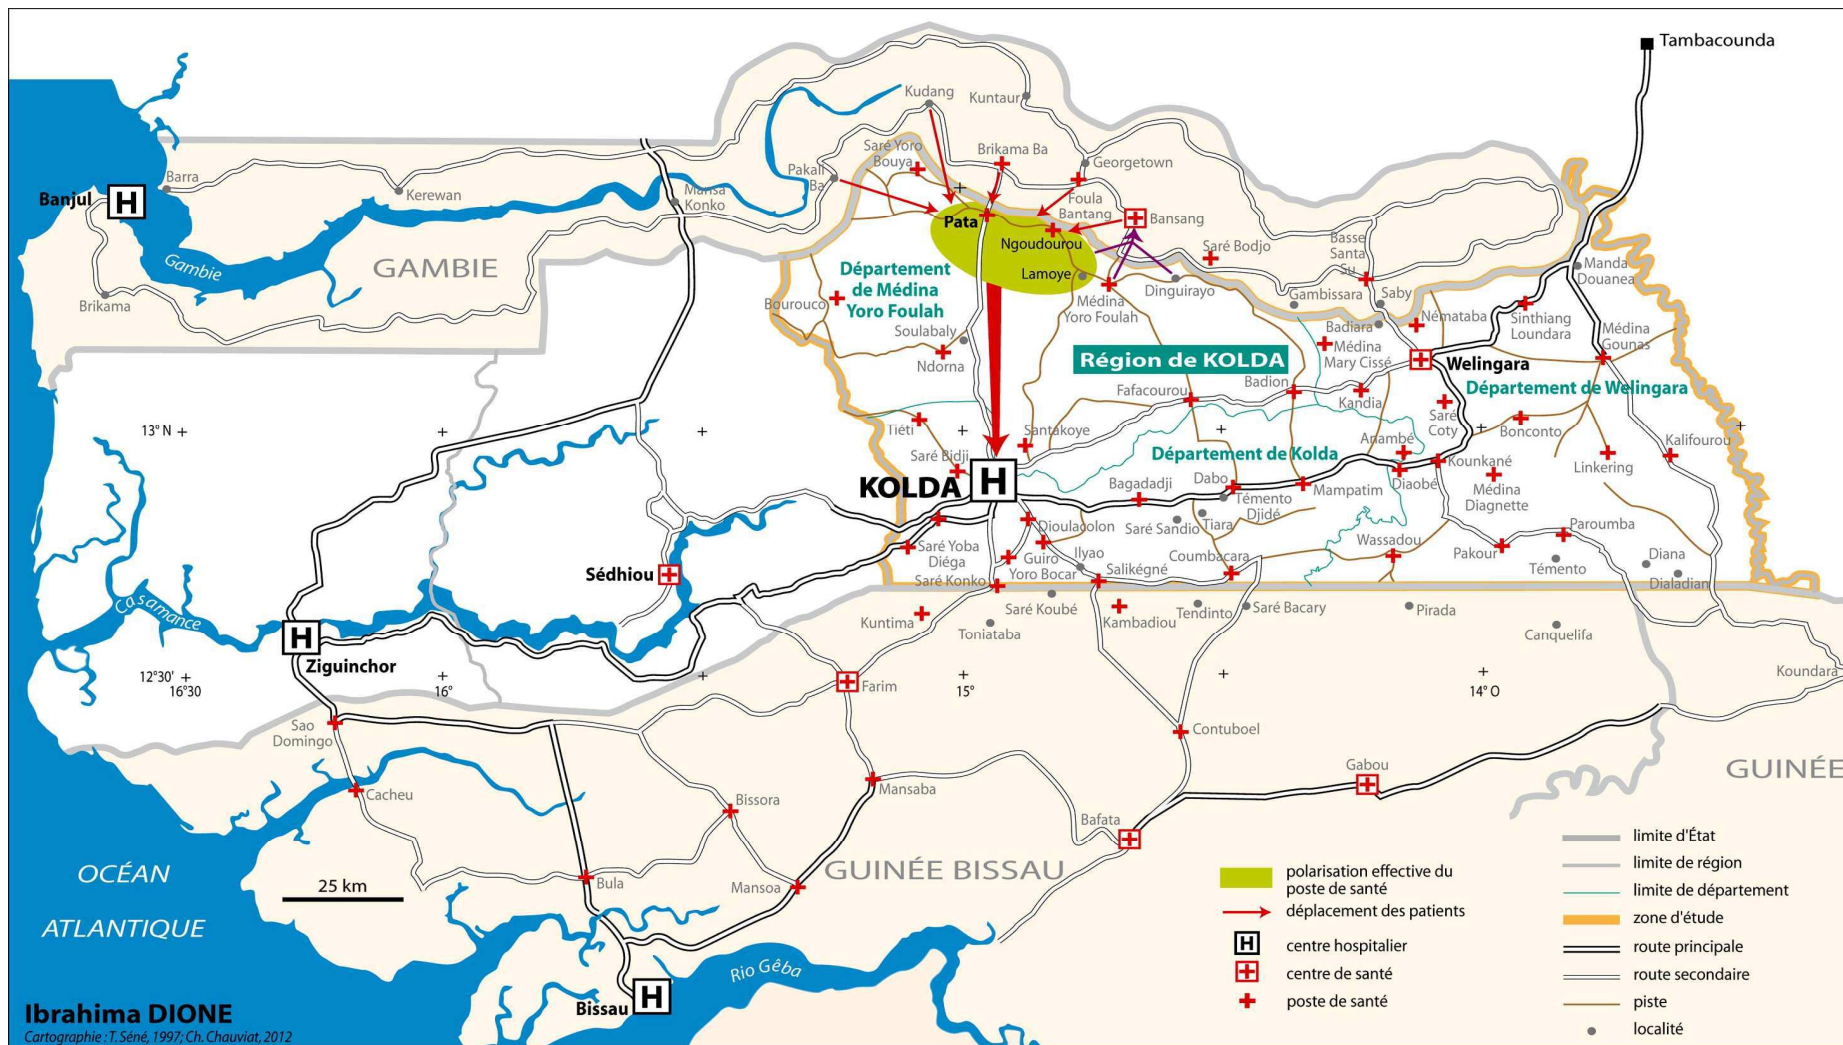 Tambacounda
Kudang
Kuntaur
Saré Yoro
Bouya
Brikama Ba
Georgetown
Pakali
Ba
Barra
Kerewan
Mansa
Konko
Banjul
H
Foula
Bantang
Bansang
Pata
Ngoudourou
Saré Bodjo
Basse
Santa
Su
Gambie
GAMBIE
Lamoye
Dinguirayo
Manda
Douanea
Département
de Médina
Yoro Foulah
Brikama
Bourouco
Médina
Yoro Foulah
Gambissara
Saby
Némataba
Sinthiang
Loundara
Médina
Gounas
Soulabaly
Badiara
Ndorna
Région de KOLDA
Médina
Mary Cissé
Welingara
Fafacourou
Badion
Kandia
Département de Welingara
Saré
Coty
Bonconto
13° N
Tiéti
Santakoye
Anambé
Kalifourou
Saré Bidji
Département de Kolda
Kounkané
Linkering
KOLDA
H
Bagadadji
Dabo
Mampatim
Diaobé
Médina
Diagnette
Témento
Djidé
Saré Sandio
Tiara
Dioulacolon
Paroumba
Saré Yoba
Diéga
Guiro
Yoro Bocar
Ilyao
Coumbacara
Wassadou
Pakour
Témento
Diana
Dialadian
Sédhiou
Saré Konko
Salikégné
Casamance
Saré Koubé
Tendinto
Saré Bacary
Pirada
Kuntima
Toniataba
Kambadiou
Canquelifa
H
Ziguinchor
12°30'
16°30
16°
15°
14° O
Koundara
Farim
Sao
Domingo
Contuboel
Gabou
GUINÉE
Cacheu
Mansaba
Bissora
Bafata
OCÉAN
ATLANTIQUE
25 km
Bula
Mansoa
GUINÉE BISSAU
Rio Gêba
Bissau
H
polarisation effective du
poste de santé
déplacement des patients
H
centre hospitalier
centre de santé
poste de santé
limite d'État
limite de région
limite de département
zone d'étude
route principale
route secondaire
piste
localité
Ibrahima DIONE
Cartographie : T. Séné, 1997; Ch. Chauviat, 2012